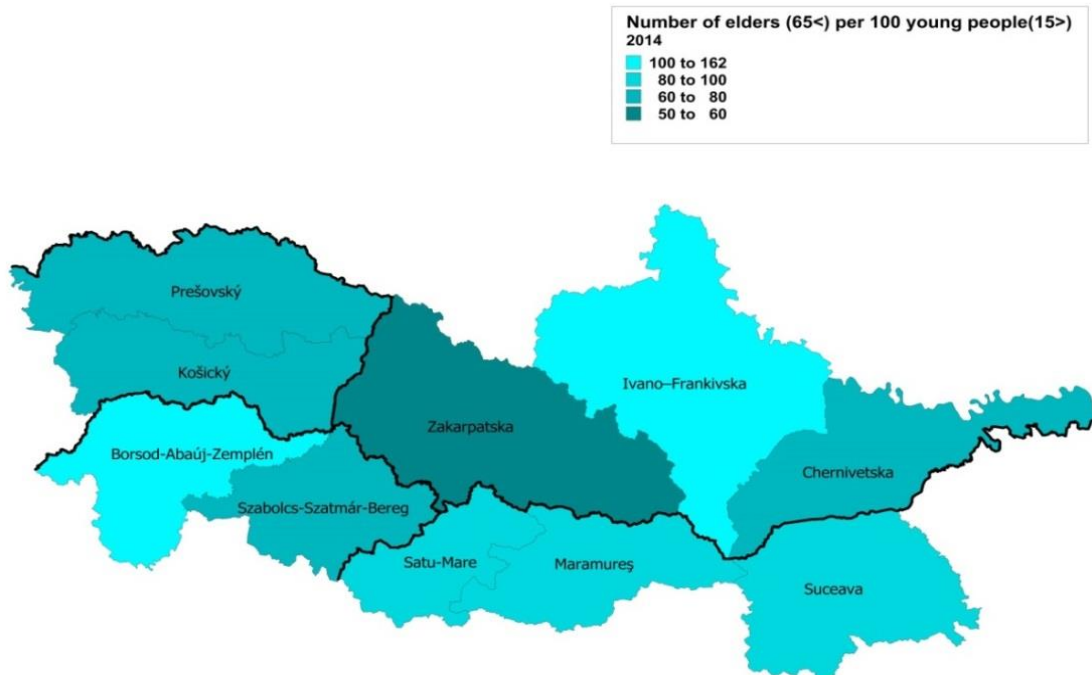 Number of elders (65<) per 100 young people(15>)
2014
100 to 162
80 to 100
60 to 80
50 to 60
Prešovský
Košický
Ivano–Frankivska
Zakarpatska
Borsod-Abaúj-Zemplén
Chernivetska
Szabolcs-Szatmár-Bereg
Satu-Mare
Maramureş
Suceava